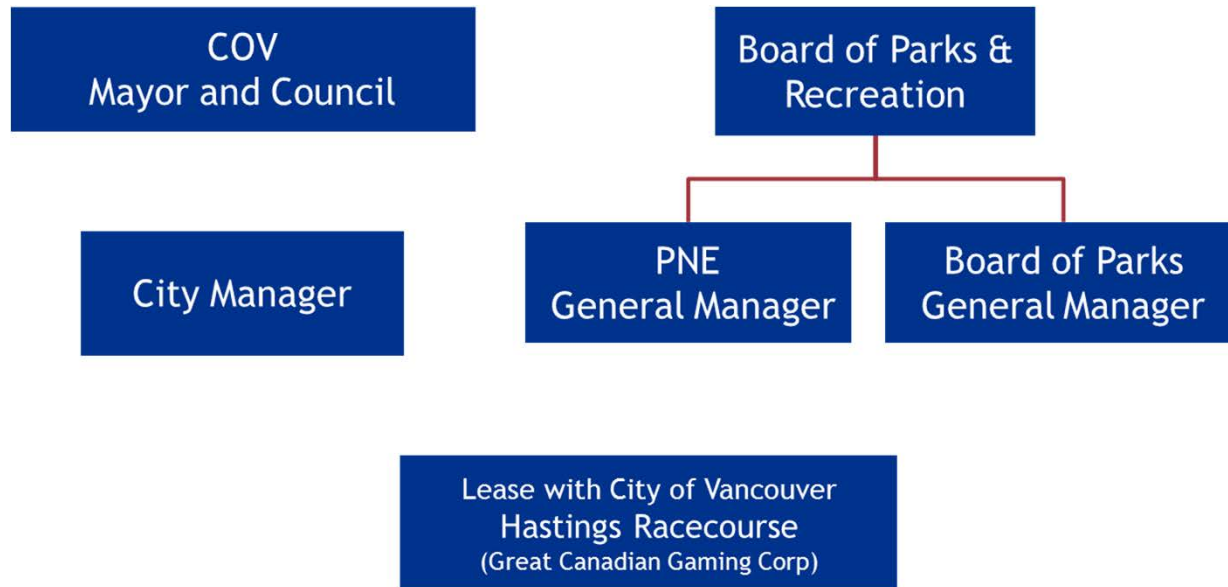 COV
Mayor and Council
Board of Parks &
Recreation
City Manager
PNE
General Manager
Board of Parks
General Manager
Lease with City of Vancouver
Hastings Racecourse
(Great Canadian Gaming Corp)